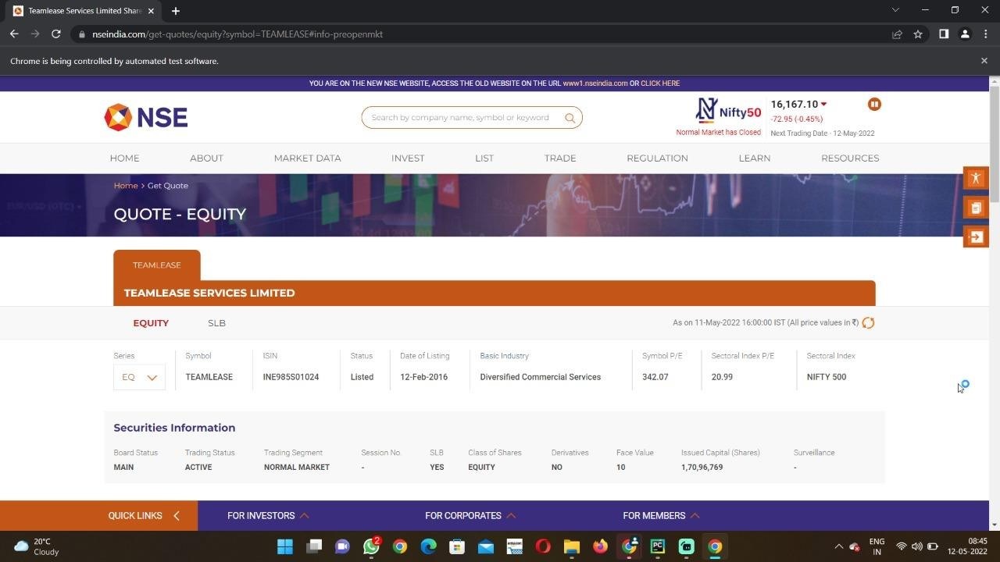 Teamlease Services Limited Share
nseindia.com/get-quotes/equity?symbol=TEAMLEASE#info-preopenmkt
Chrome is being controlled by automated test software.
YOU ARE ON THE NEW NSE WEBSITE, ACCESS THE OLD WEBSITE ON THE URL www1.nseindia.com OR CLICK HERE
NSE
Search by company name, symbol or keyword
Nifty50
Normal Market has Closed
16,167.10
-72.95 (-0.45%)
Next Trading Date - 12-May-2022
HOME ABOUT MARKET DATA INVEST LIST TRADE REGULATION LEARN RESOURCES
Home > Get Quote
EUR/USD (OTC)
QUOTE - EQUITY
TEAMLEASE
TEAMLEASE SERVICES LIMITED
EQUITY SLB As on 11-May-2022 16:00:00 IST (All price values in ₹)
Series Symbol ISIN Status Date of Listing Basic Industry Symbol P/E Sectoral Index P/E Sectoral Index
EQ TEAMLEASE INE985S01024 Listed 12-Feb-2016 Diversified Commercial Services 342.07 20.99 NIFTY 500
Securities Information
Board Status Trading Status Trading Segment Session No. SLB Class of Shares Derivatives Face Value Issued Capital (Shares) Surveillance
MAIN ACTIVE NORMAL MARKET - YES EQUITY NO 10 1,70,96,769 -
QUICK LINKS FOR INVESTORS FOR CORPORATES FOR MEMBERS
20°C
Cloudy
2
amazon
PC
ENG
IN
08:45
12-05-2022